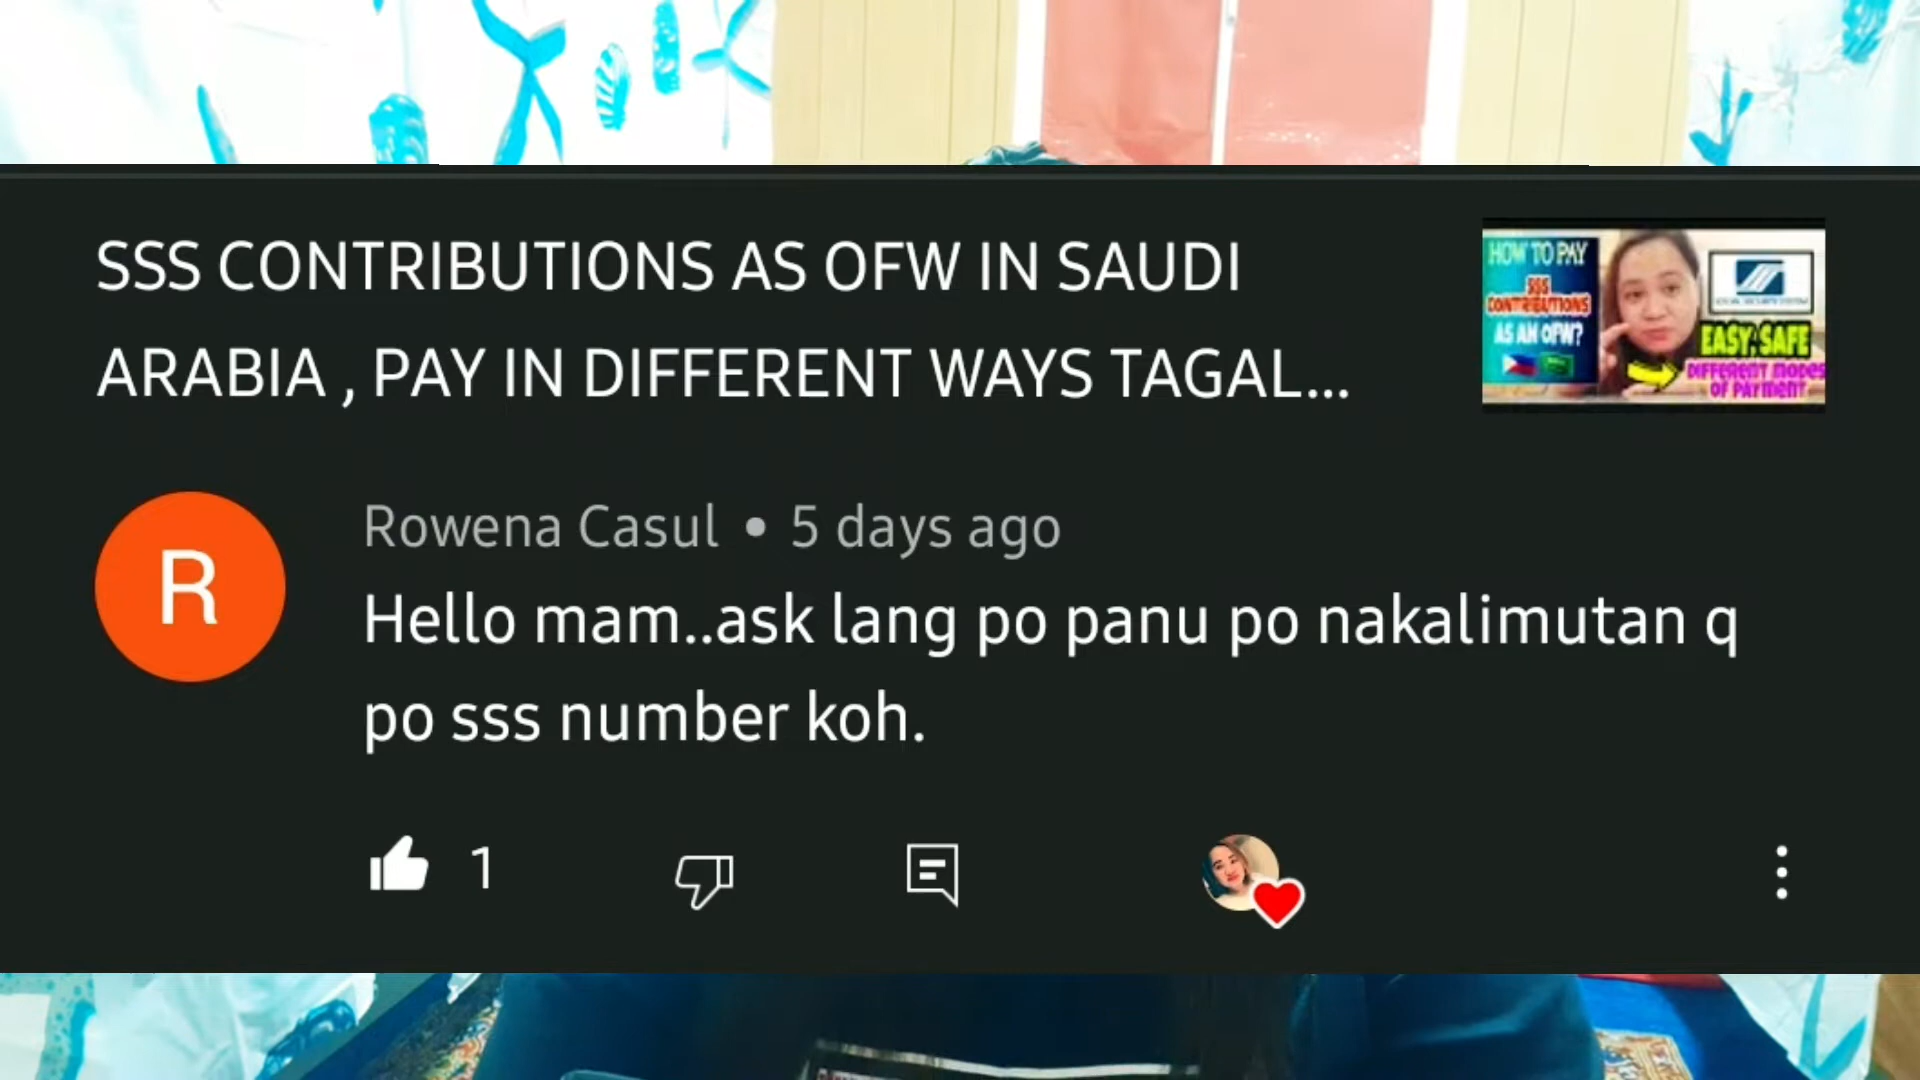 SSS CONTRIBUTIONS AS OFW IN SAUDI
ARABIA , PAY IN DIFFERENT WAYS TAGAL...
HOW TO PAY
SSS
CONTRIBUTIONS
AS AN OFW?
EASY, SAFE
DIFFERENT MODES
OF PAYMENT
R
Rowena Casul • 5 days ago
Hello mam..ask lang po panu po nakalimutan q
po sss number koh.
1